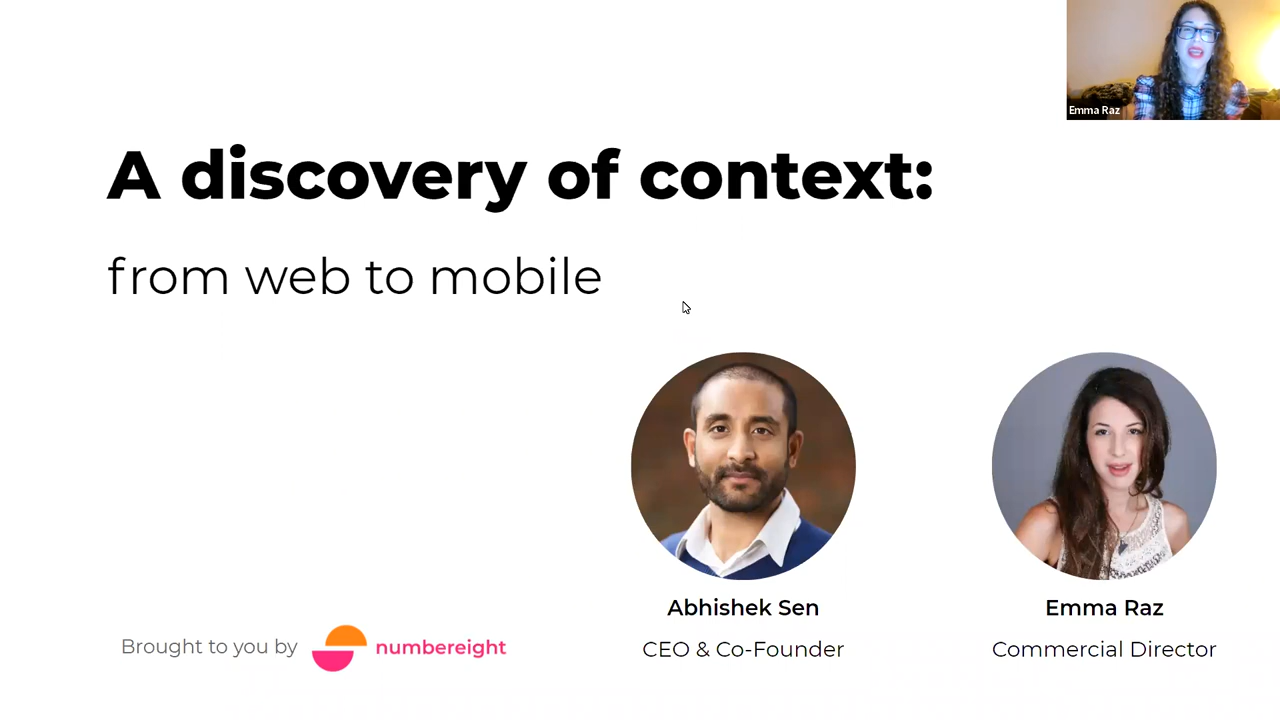 Emma Raz
A discovery of context:
from web to mobile
Abhishek Sen
CEO & Co-Founder
Emma Raz
Commercial Director
Brought to you by numbereight